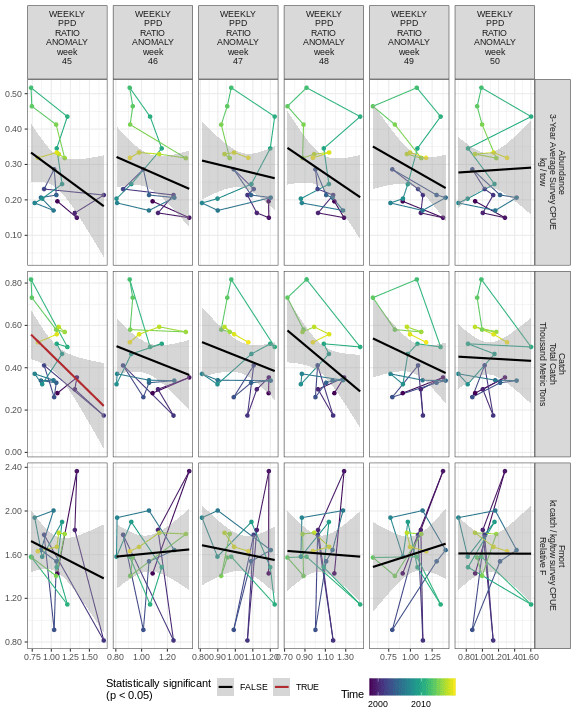 WEEKLY
PPD
RATIO
ANOMALY
week
45
WEEKLY
PPD
RATIO
ANOMALY
week
46
WEEKLY
PPD
RATIO
ANOMALY
week
47
WEEKLY
PPD
RATIO
ANOMALY
week
48
WEEKLY
PPD
RATIO
ANOMALY
week
49
WEEKLY
PPD
RATIO
ANOMALY
week
50
0.50
0.40
0.30
0.20
0.10
Abundance
3-Year Average Survey CPUE
kg / tow
0.80
0.60
0.40
0.20
0.00
Catch
Total Catch
Thousand Metric Tons
2.40
2.00
1.60
1.20
0.80
Fmort
kt catch / kg/tow survey CPUE
Relative F
0.75 1.00 1.25 1.50
0.80 1.00 1.20
0.80 0.90 1.00 1.10 1.20
0.70 0.90 1.10 1.30
0.75 1.00 1.25
0.80 1.00 1.20 1.40 1.60
Statistically significant
(p < 0.05)
FALSE
TRUE
Time
2000 2010